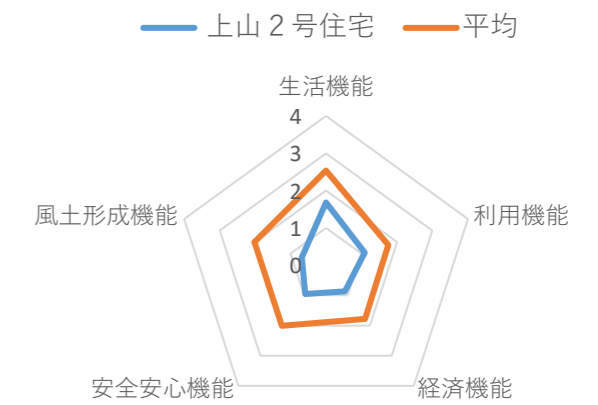 上山２号住宅 平均
生活機能
4
3
2
1
0
利用機能
経済機能
安全安心機能
風土形成機能